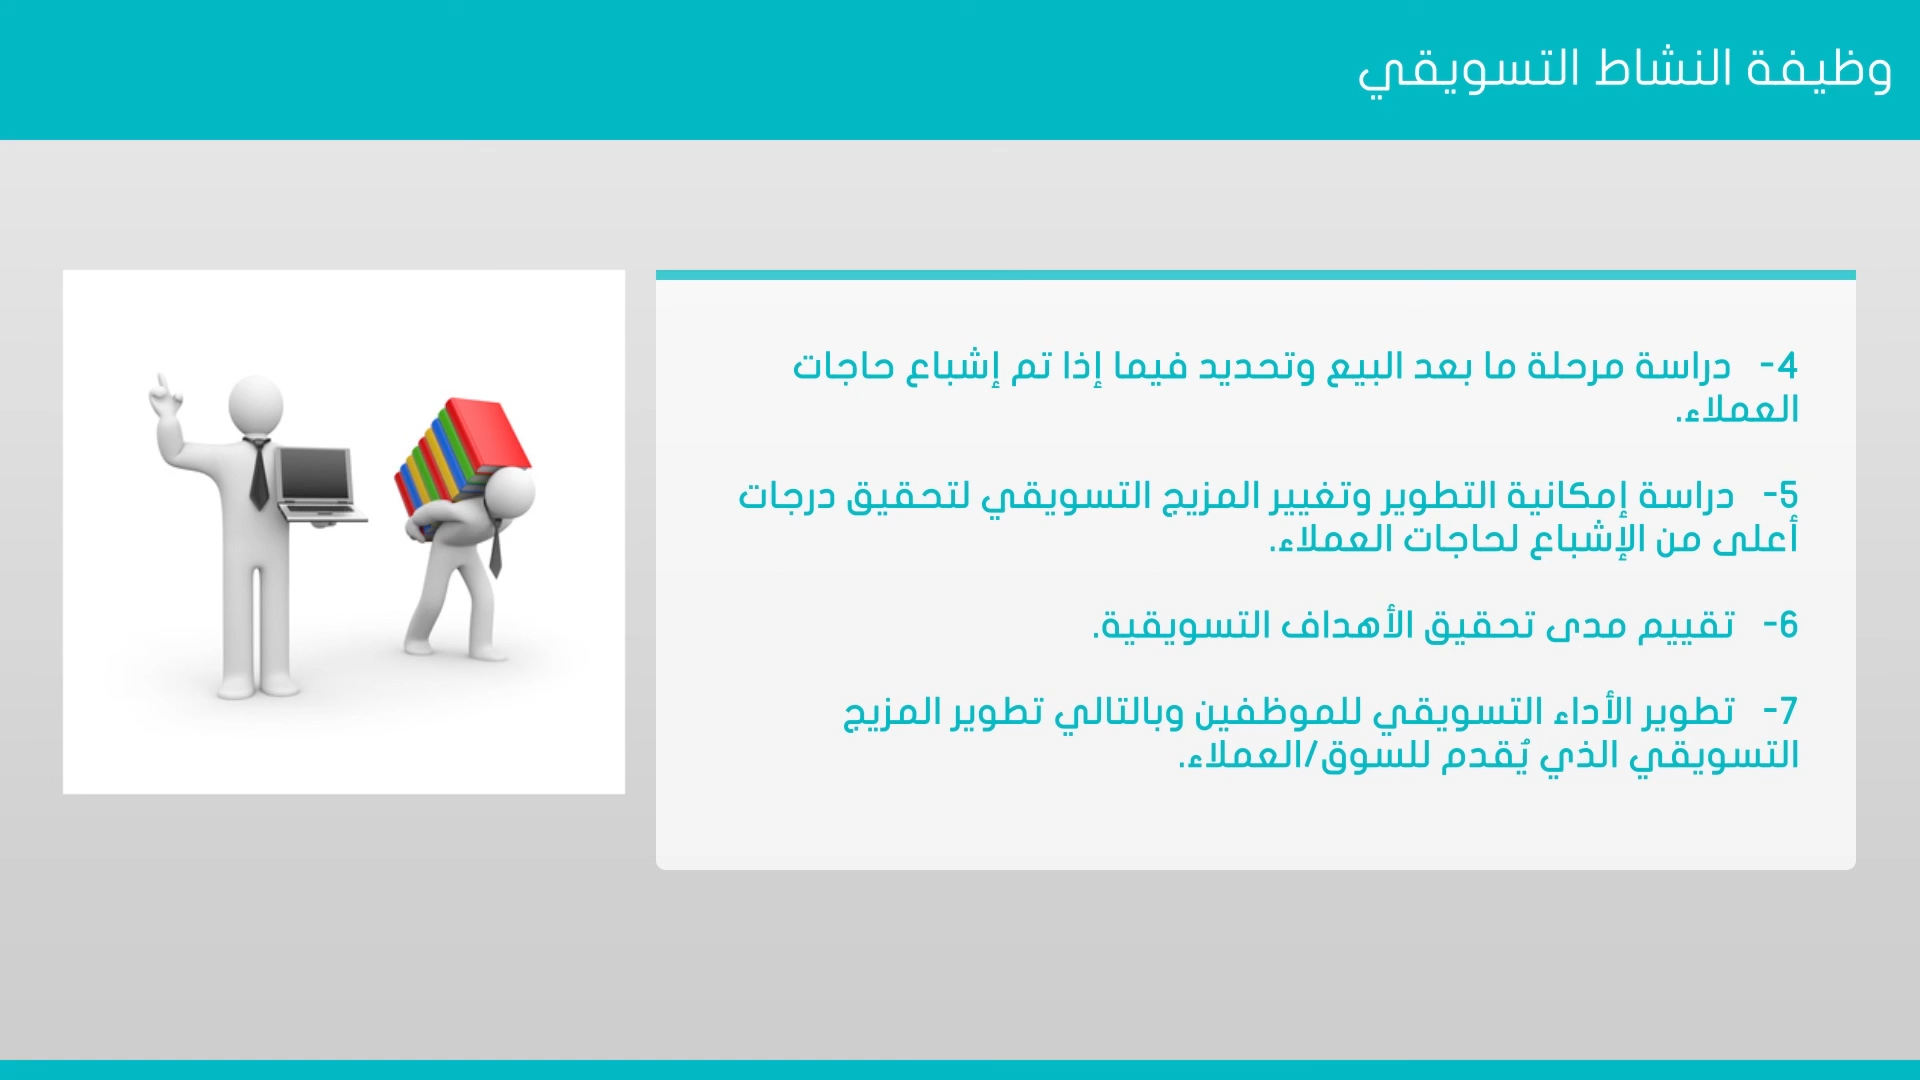 وظيفة النشاط التسويقي
4- دراسة مرحلة ما بعد البيع وتحديد فيما إذا تم إشباع حاجات
العملاء.
5- دراسة إمكانية التطوير وتغيير المزيج التسويقي لتحقيق درجات
أعلى من الإشباع لحاجات العملاء.
6- تقييم مدى تحقيق الأهداف التسويقية.
7- تطوير الأداء التسويقي للموظفين وبالتالي تطوير المزيج
التسويقي الذي يُقدم للسوق/العملاء.